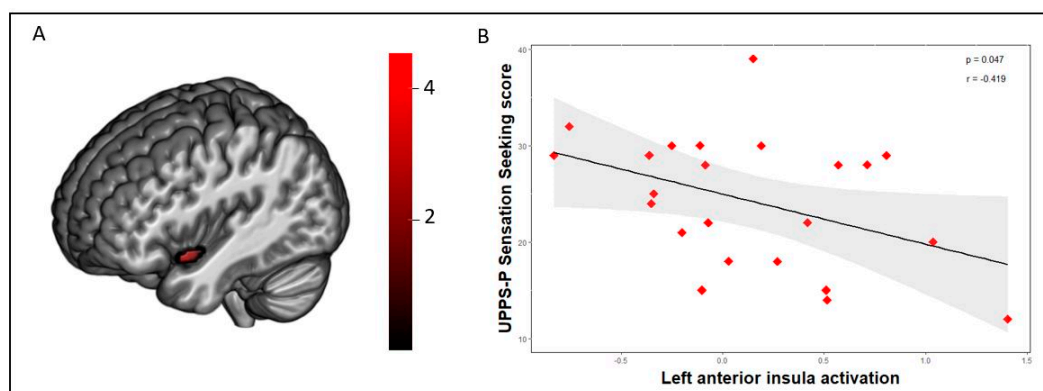 A
4
2
B
UPPS-P Sensation Seeking score
40
30
20
10
p = 0.047
r = -0.419
-0.5
0.0
0.5
1.0
1.5
Left anterior insula activation